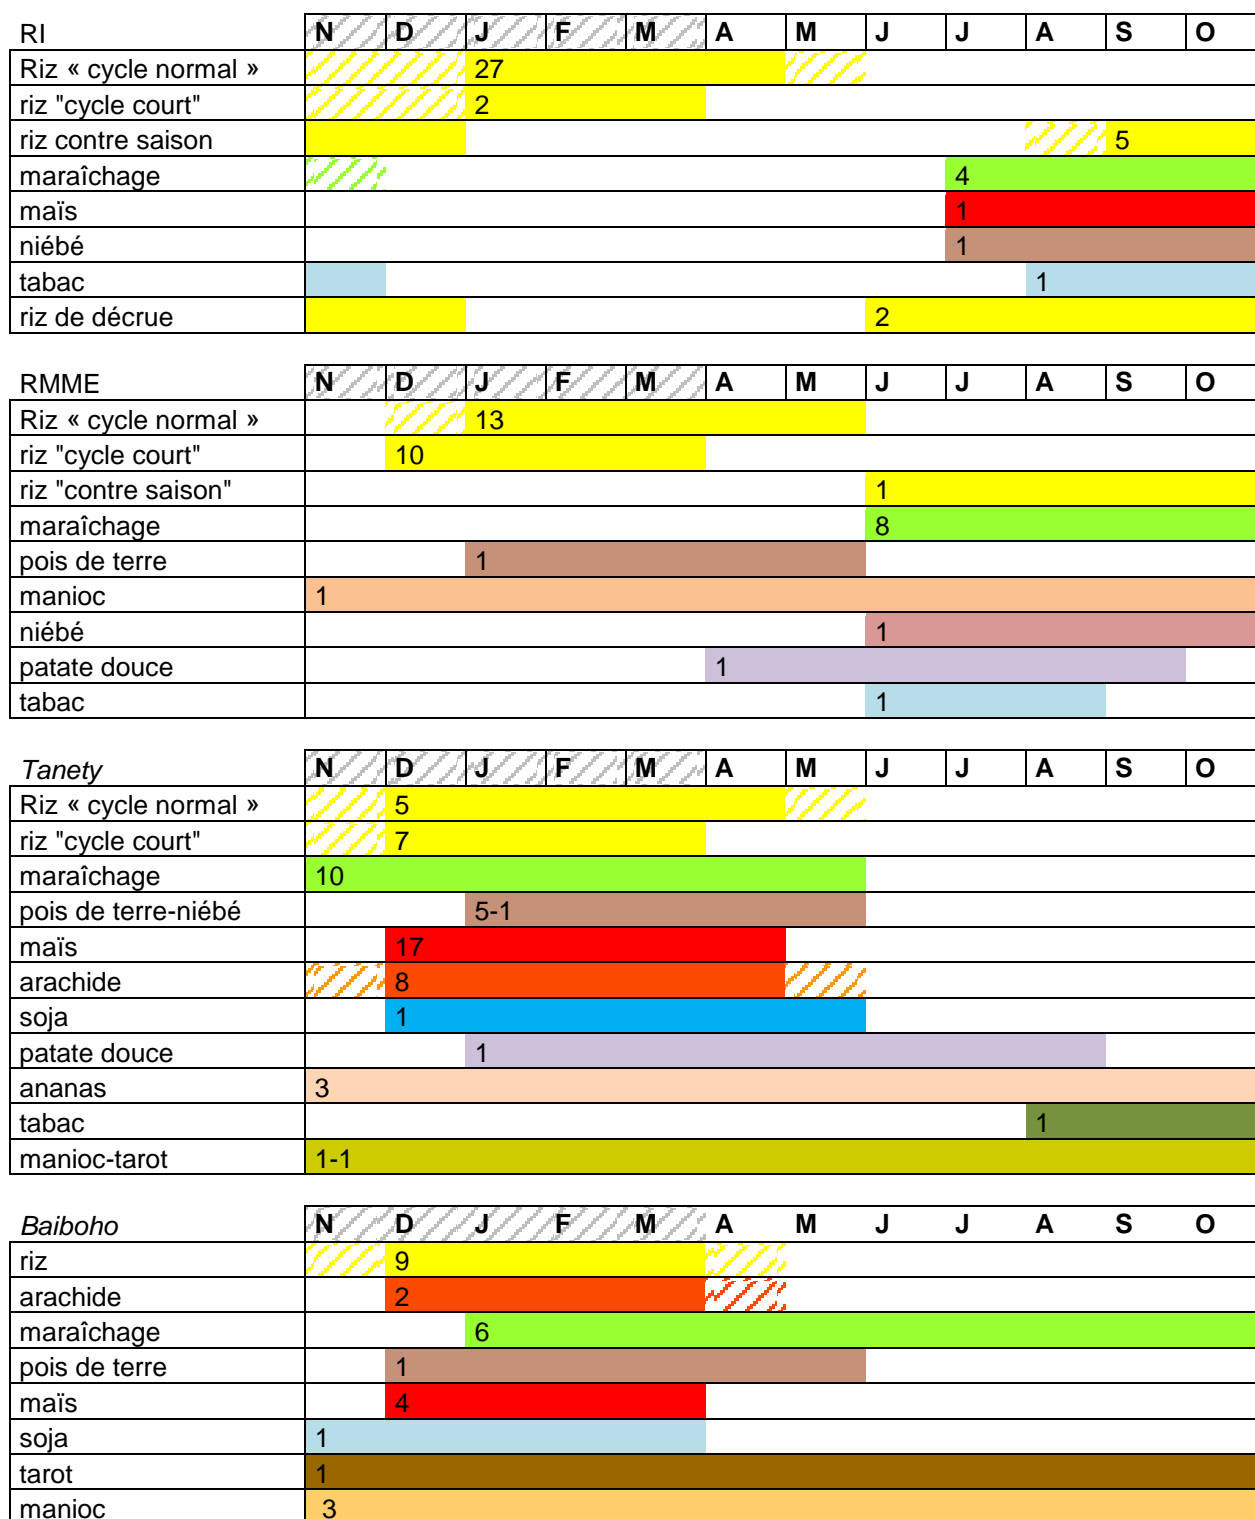 RI N D J F M A M J J A S O
Riz « cycle normal » 27
riz "cycle court" 2
riz contre saison 5
maraîchage 4
maïs 1
niébé 1
tabac 1
riz de décrue 2
RMME N D J F M A M J J A S O
Riz « cycle normal » 13
riz "cycle court" 10
riz "contre saison" 1
maraîchage 8
pois de terre 1
manioc 1
niébé 1
patate douce 1
tabac 1
Tanety N D J F M A M J J A S O
Riz « cycle normal » 5
riz "cycle court" 7
maraîchage 10
pois de terre-niébé 5-1
maïs 17
arachide 8
soja 1
patate douce 1
ananas 3
tabac 1
manioc-tarot 1-1
Baiboho N D J F M A M J J A S O
riz 9
arachide 2
maraîchage 6
pois de terre 1
maïs 4
soja 1
tarot 1
manioc 3